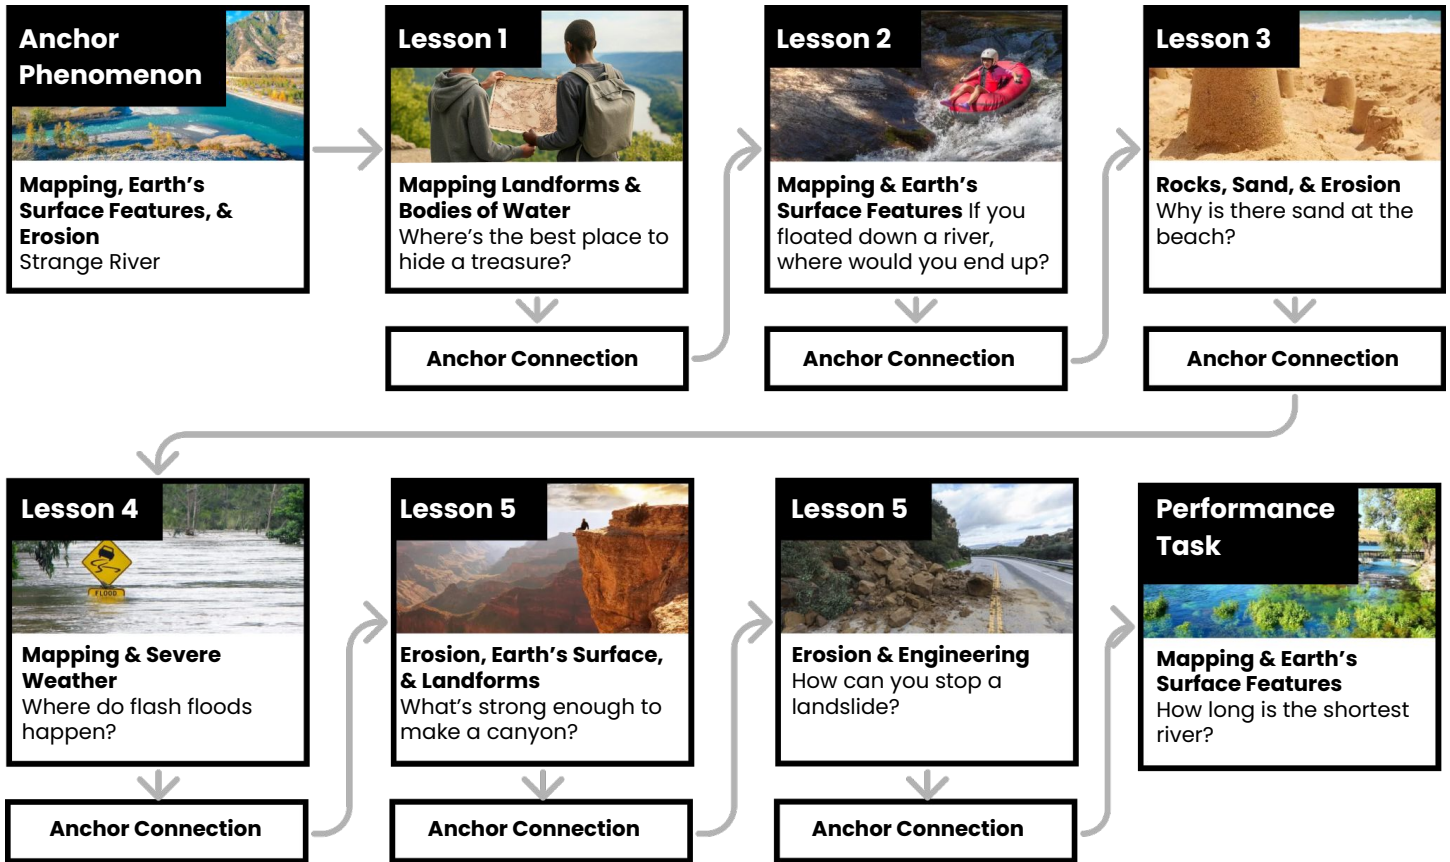 Anchor
Phenomenon
Mapping, Earth's
Surface Features, &
Erosion
Strange River
Lesson 1
Mapping Landforms &
Bodies of Water
Where's the best place to
hide a treasure?
Anchor Connection
Lesson 2
Mapping & Earth's
Surface Features If you
floated down a river,
where would you end up?
Anchor Connection
Lesson 3
Rocks, Sand, & Erosion
Why is there sand at the
beach?
Anchor Connection
Lesson 4
FLOOD
Mapping & Severe
Weather
Where do flash floods
happen?
Anchor Connection
Lesson 5
Erosion, Earth's Surface,
& Landforms
What's strong enough to
make a canyon?
Anchor Connection
Lesson 5
Erosion & Engineering
How can you stop a
landslide?
Anchor Connection
Performance
Task
Mapping & Earth's
Surface Features
How long is the shortest
river?